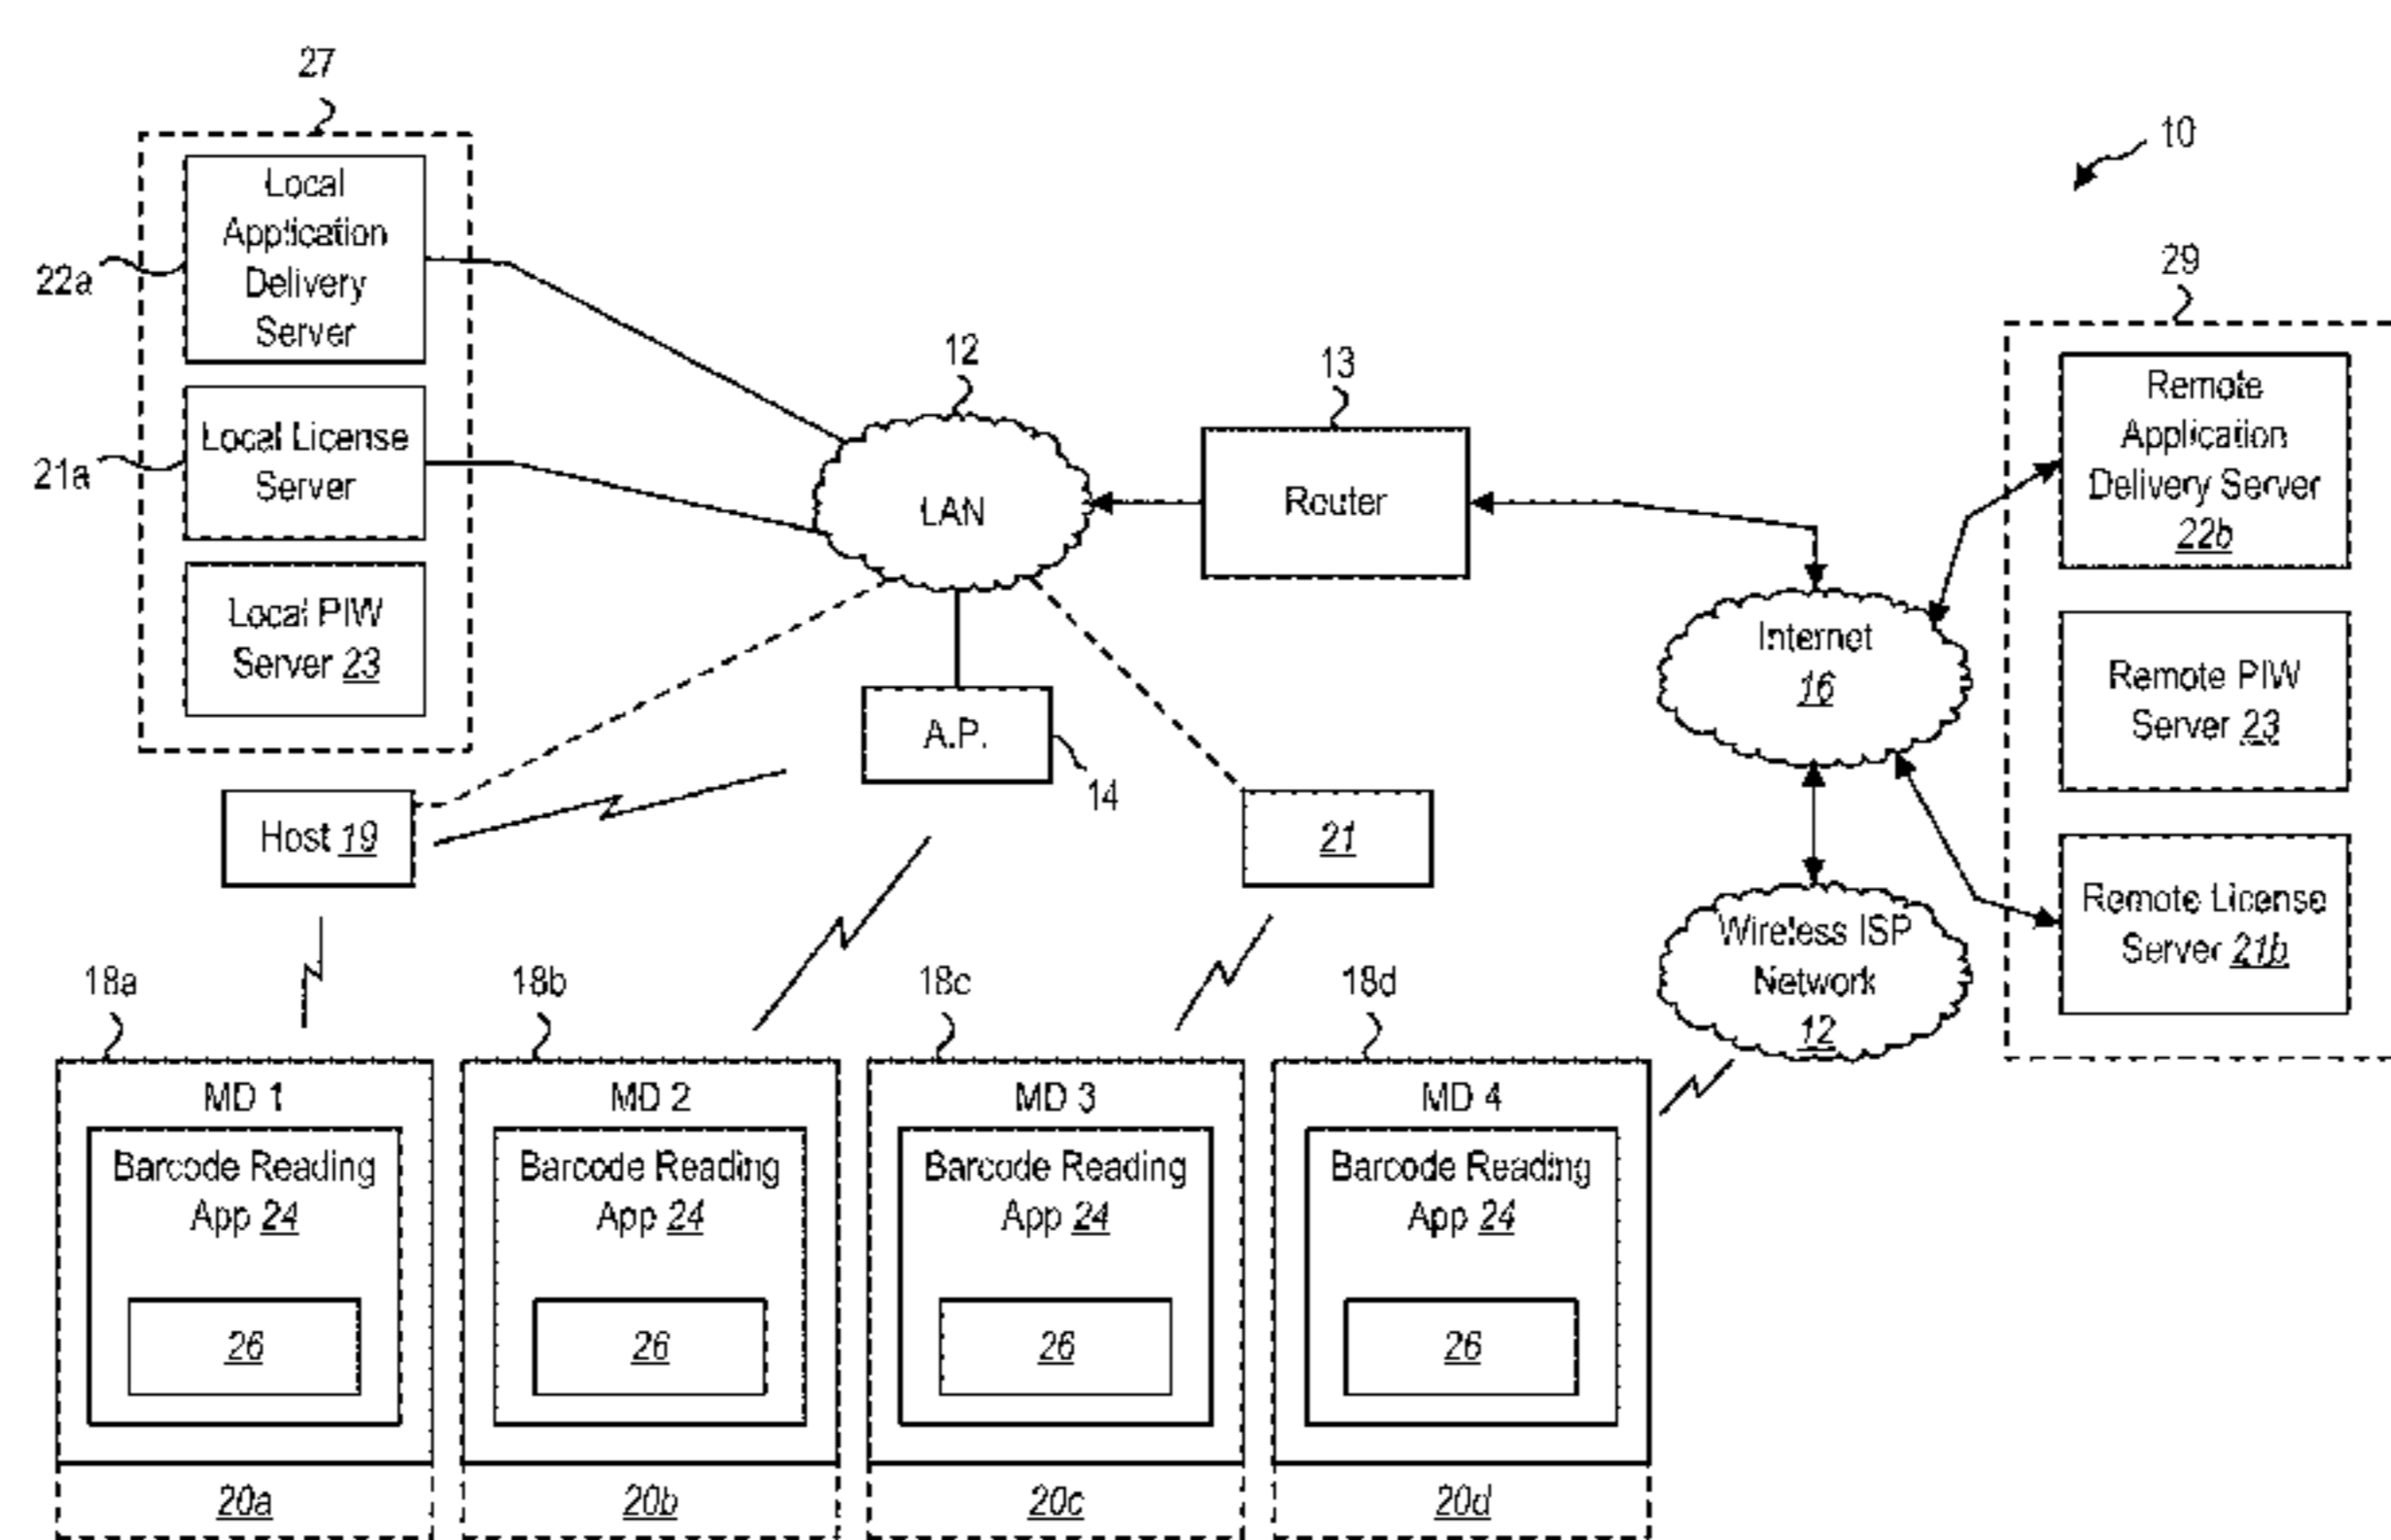 27
10
Local
Application
Delivery
Server
22a
29
12
13
Remote
Application
Delivery Server
22b
Local License
Server
21a
LAN
Router
Local PIW
Server 23
Internet
16
Remote PIW
Server 23
A.P.
14
Host 19
21
Remote License
Server 21b
Wireless ISP
Network
12
18a
18b
18c
18d
MD 1
MD 2
MD 3
MD 4
Barcode Reading
App 24
Barcode Reading
App 24
Barcode Reading
App 24
Barcode Reading
App 24
26
26
26
26
20a
20b
20c
20d